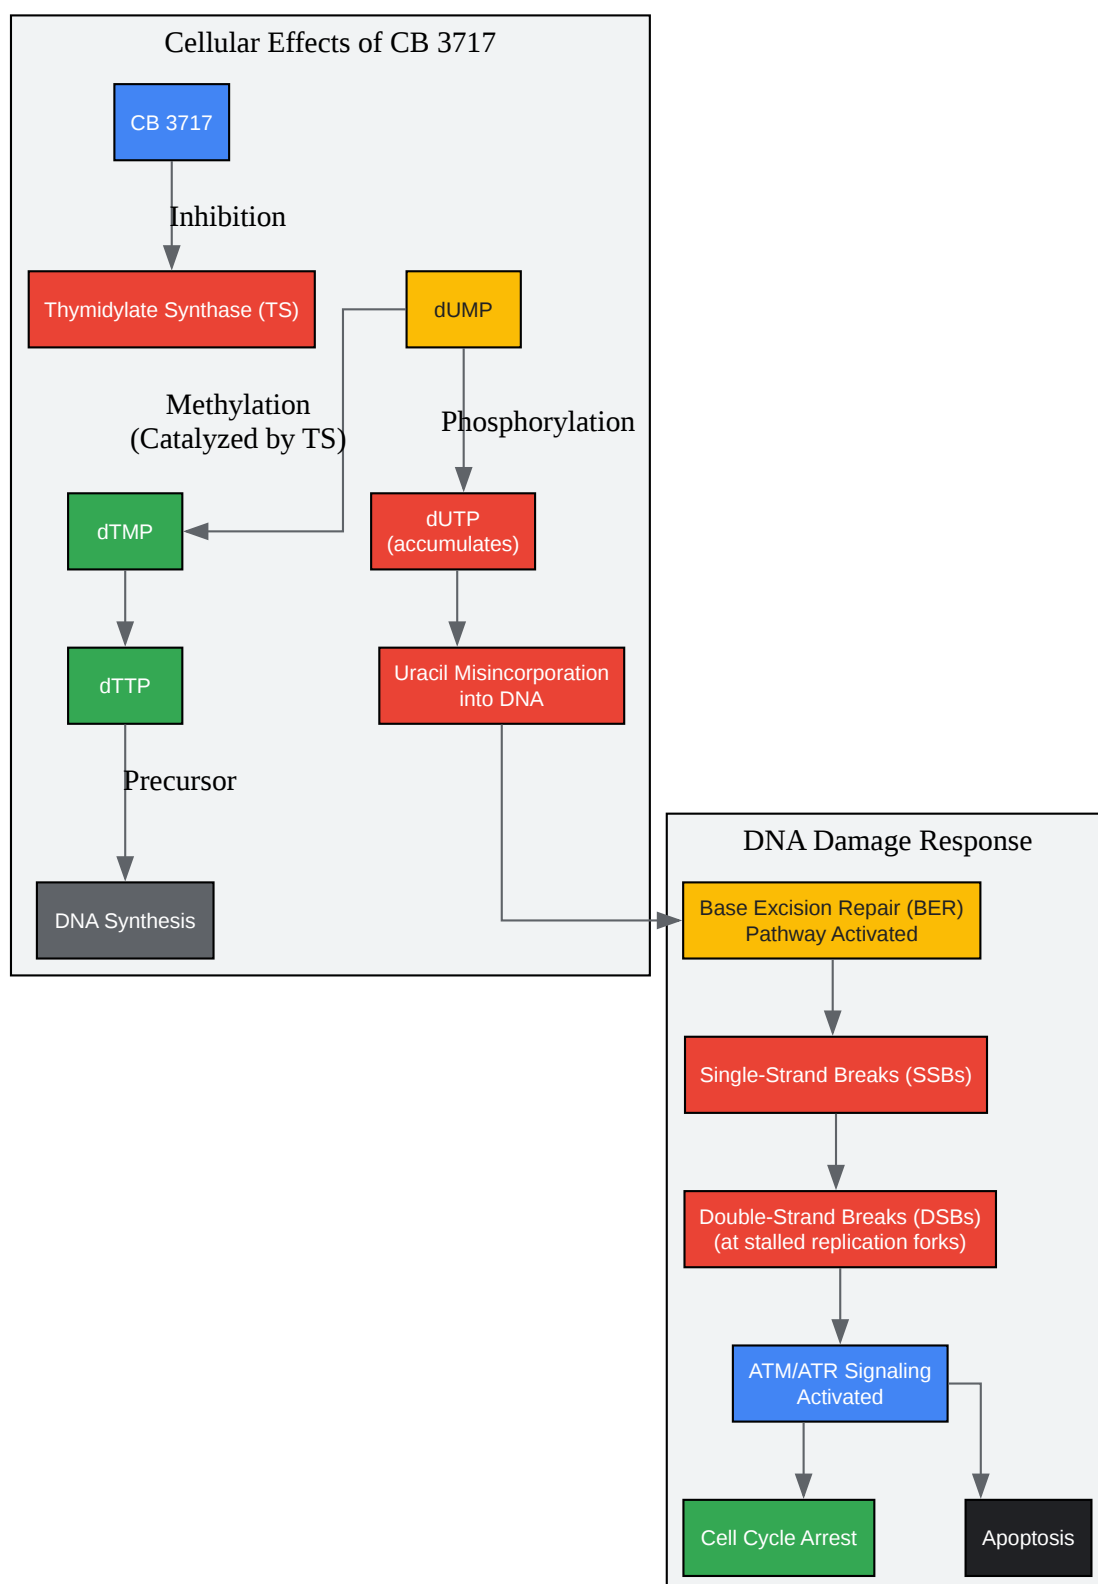 Cellular Effects of CB 3717
CB 3717
Inhibition
Thymidylate Synthase (TS)
dUMP
Methylation
(Catalyzed by TS)
Phosphorylation
dTMP
dUTP
(accumulates)
dTTP
Uracil Misincorporation
into DNA
Precursor
DNA Synthesis
DNA Damage Response
Base Excision Repair (BER)
Pathway Activated
Single-Strand Breaks (SSBs)
Double-Strand Breaks (DSBs)
(at stalled replication forks)
ATM/ATR Signaling
Activated
Cell Cycle Arrest
Apoptosis